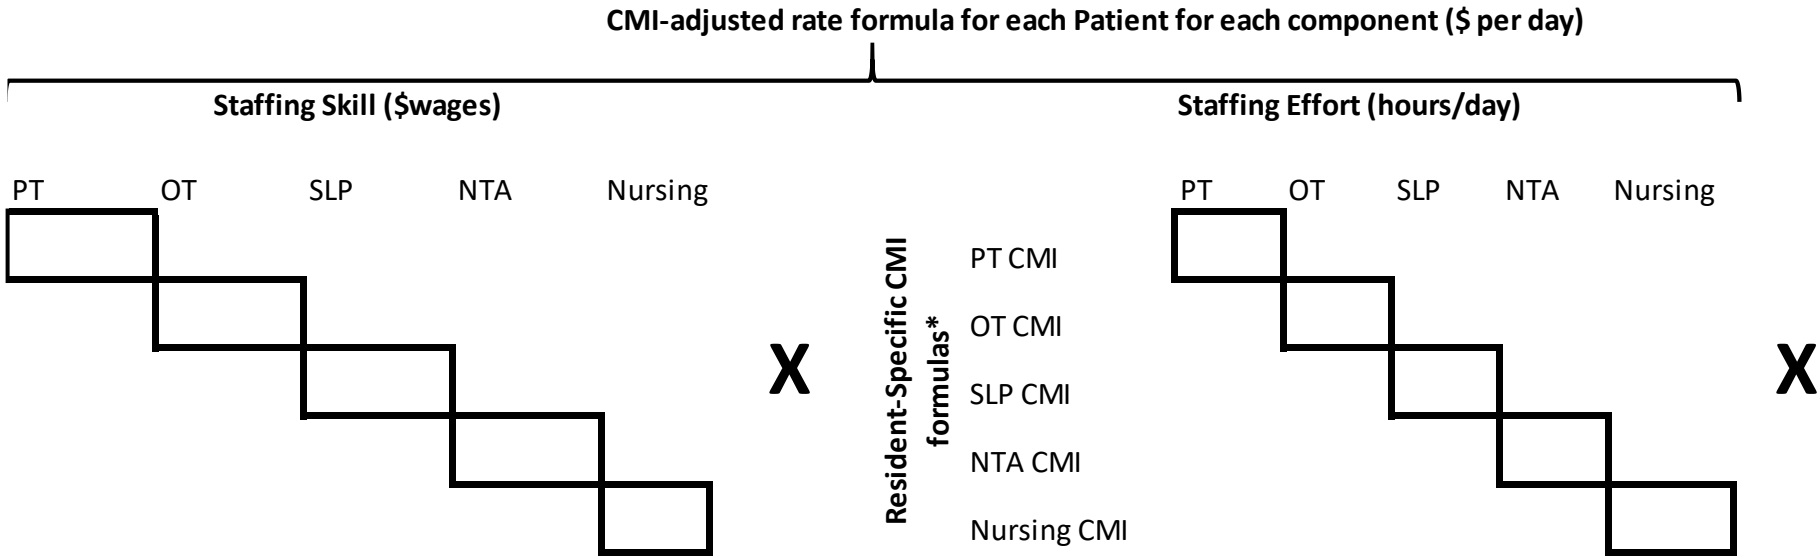 CMI-adjusted rate formula for each Patient for each component ($ per day)
Staffing Skill ($wages)
Staffing Effort (hours/day)
PT OT SLP NTA Nursing
PT OT SLP NTA Nursing
X
Resident-Specific CMI
formulas*
PT CMI
OT CMI
SLP CMI
NTA CMI
Nursing CMI
X